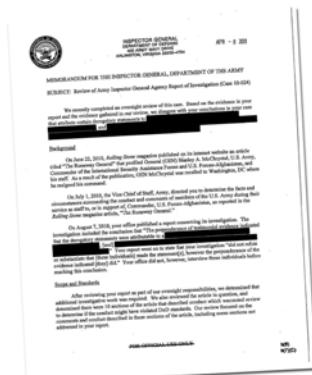 INSPECTOR GENERAL
DEPARTMENT OF DEFENSE
400 ARMY NAVY DRIVE
ARLINGTON, VIRGINIA 22202-4704
APR - 8 2011
MEMORANDUM FOR THE INSPECTOR GENERAL, DEPARTMENT OF THE ARMY
SUBJECT: Review of Army Inspector General Agency Report of Investigation (Case 10-024)
We recently completed an oversight review of this case. Based on the evidence in your
report and the evidence gathered in our review, we disagree with your conclusions in your case
that attribute certain derogatory statements to
and
Background
On June 22, 2010, Rolling Stone magazine published on its internet website an article
titled "The Runaway General" that profiled General (GEN) Stanley A. McChrystal, U.S. Army,
Commander of the International Security Assistance Forces and U.S. Forces-Afghanistan, and
his staff. As a result of the publication, GEN McChrystal was recalled to Washington, DC where
he resigned his command.
On July 1, 2010, the Vice Chief of Staff, Army, directed you to determine the facts and
circumstances surrounding the conduct and comments of members of the U.S. Army during their
service as staff to, or in support of, Commander, U.S. Forces-Afghanistan, as reported in the
Rolling Stone magazine article, "The Runaway General."
On August 7, 2010, your office published a report concerning its investigation. The
investigation included the conclusion that "The preponderance of testimonial evidence indicated
that the derogatory statements were attributable to a
[and]
Your report went on to state that your investigation "did not refute
or substantiate that [those individuals] made the statement[s], however the preponderance of the
evidence indicated [they] did." Your office did not, however, interview these individuals before
reaching this conclusion.
Scope and Standards
After reviewing your report as part of our oversight responsibilities, we determined that
additional investigative work was required. We also reviewed the article in question, and
determined there were 10 sections of the article that described conduct which warranted review
to determine if the conduct might have violated DoD standards. Our review focused on the
comments and conduct described in those sections of the article, including some sections not
addressed in your report.
FOR OFFICIAL USE ONLY